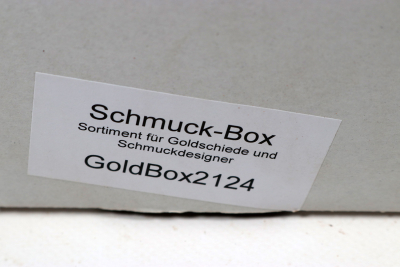 Schmuck-Box
Sortiment für Goldschiede und
Schmuckdesigner
GoldBox2124